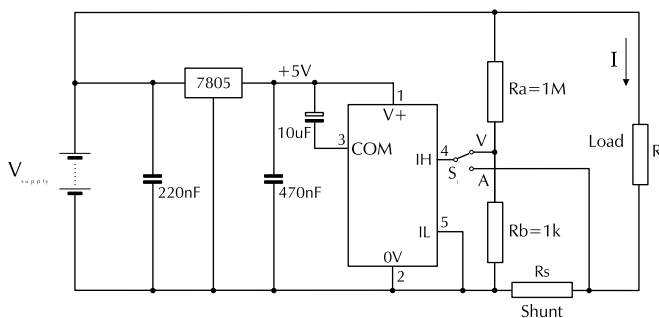 7805
+5V
1
V+
10uF
3
COM
IH
4
V
S
A
Ra=1M
I
Load
R
V
supply
220nF
470nF
IL
5
0V
2
Rb=1k
Rs
Shunt